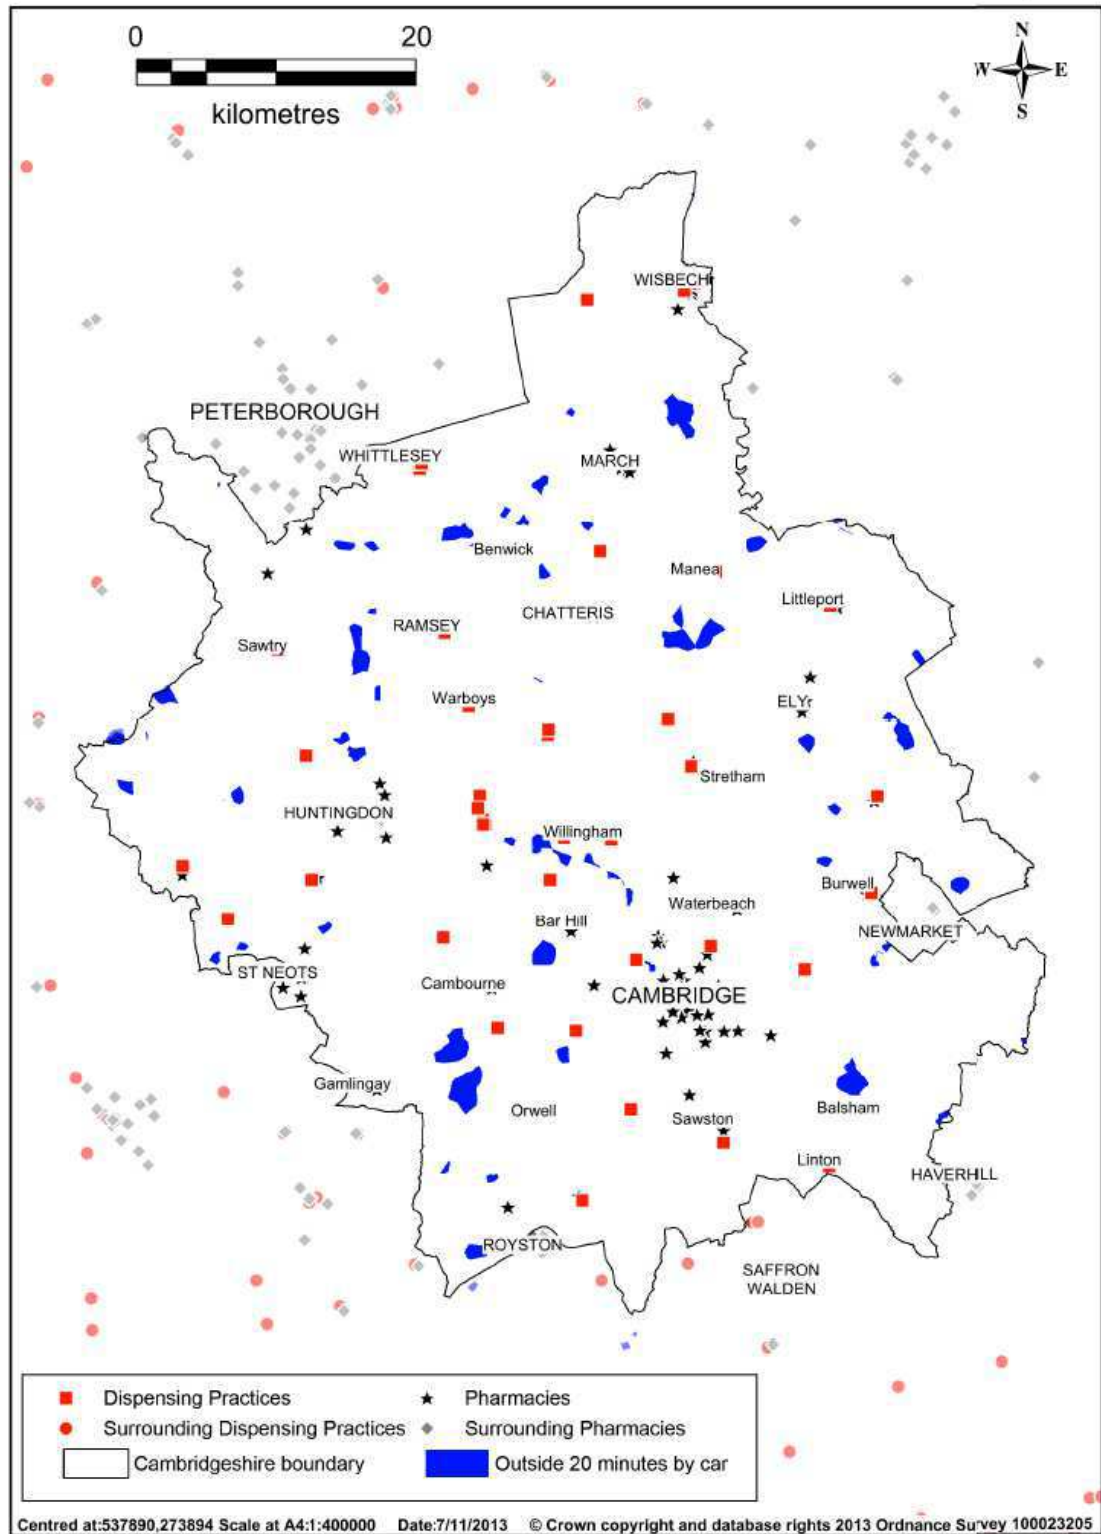 0 20
kilometres
N
W E
S
WISBECH
PETERBOROUGH
WHITTLESEY
MARCH
Benwick
Manea
Littleport
CHATTERIS
RAMSEY
Sawtry
Warboys
ELY
Stretham
HUNTINGDON
Willingham
Burwell
Waterbeach
Bar Hill
NEWMARKET
ST NEOTS
Cambourne
CAMBRIDGE
Gamlingay
Orwell
Sawston
Balsham
Linton
HAVERHILL
ROYSTON
SAFFRON
WALDEN
Dispensing Practices Pharmacies
Surrounding Dispensing Practices Surrounding Pharmacies
Cambridgeshire boundary Outside 20 minutes by car
Centred at:537890,273894 Scale at A4:1:400000 Date:7/11/2013 © Crown copyright and database rights 2013 Ordnance Survey 100023205